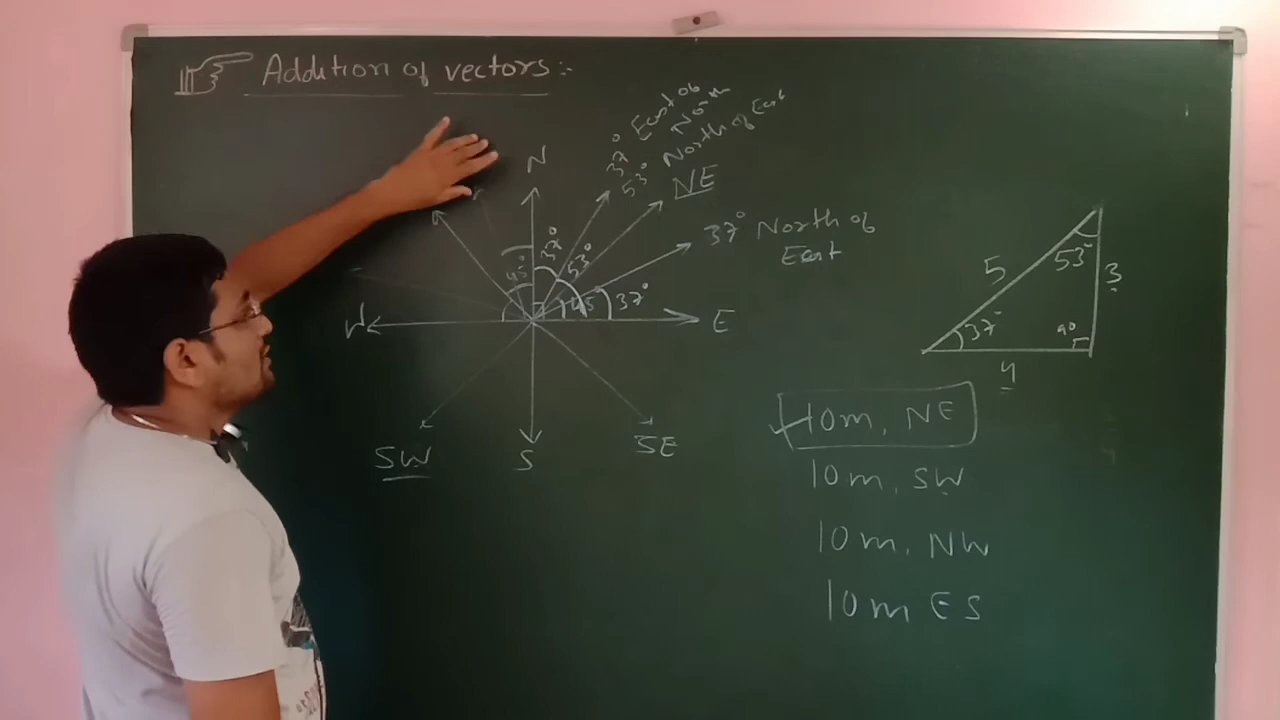 Addition of vectors:-
37° East of
North
53° North of East
N
NE
37° North of
East
37°
53°
45°
45
37°
W
E
5
53°
3
37°
90
4
SW
S
SE
10m, NE
10m, SW
10m, NW
10m ES